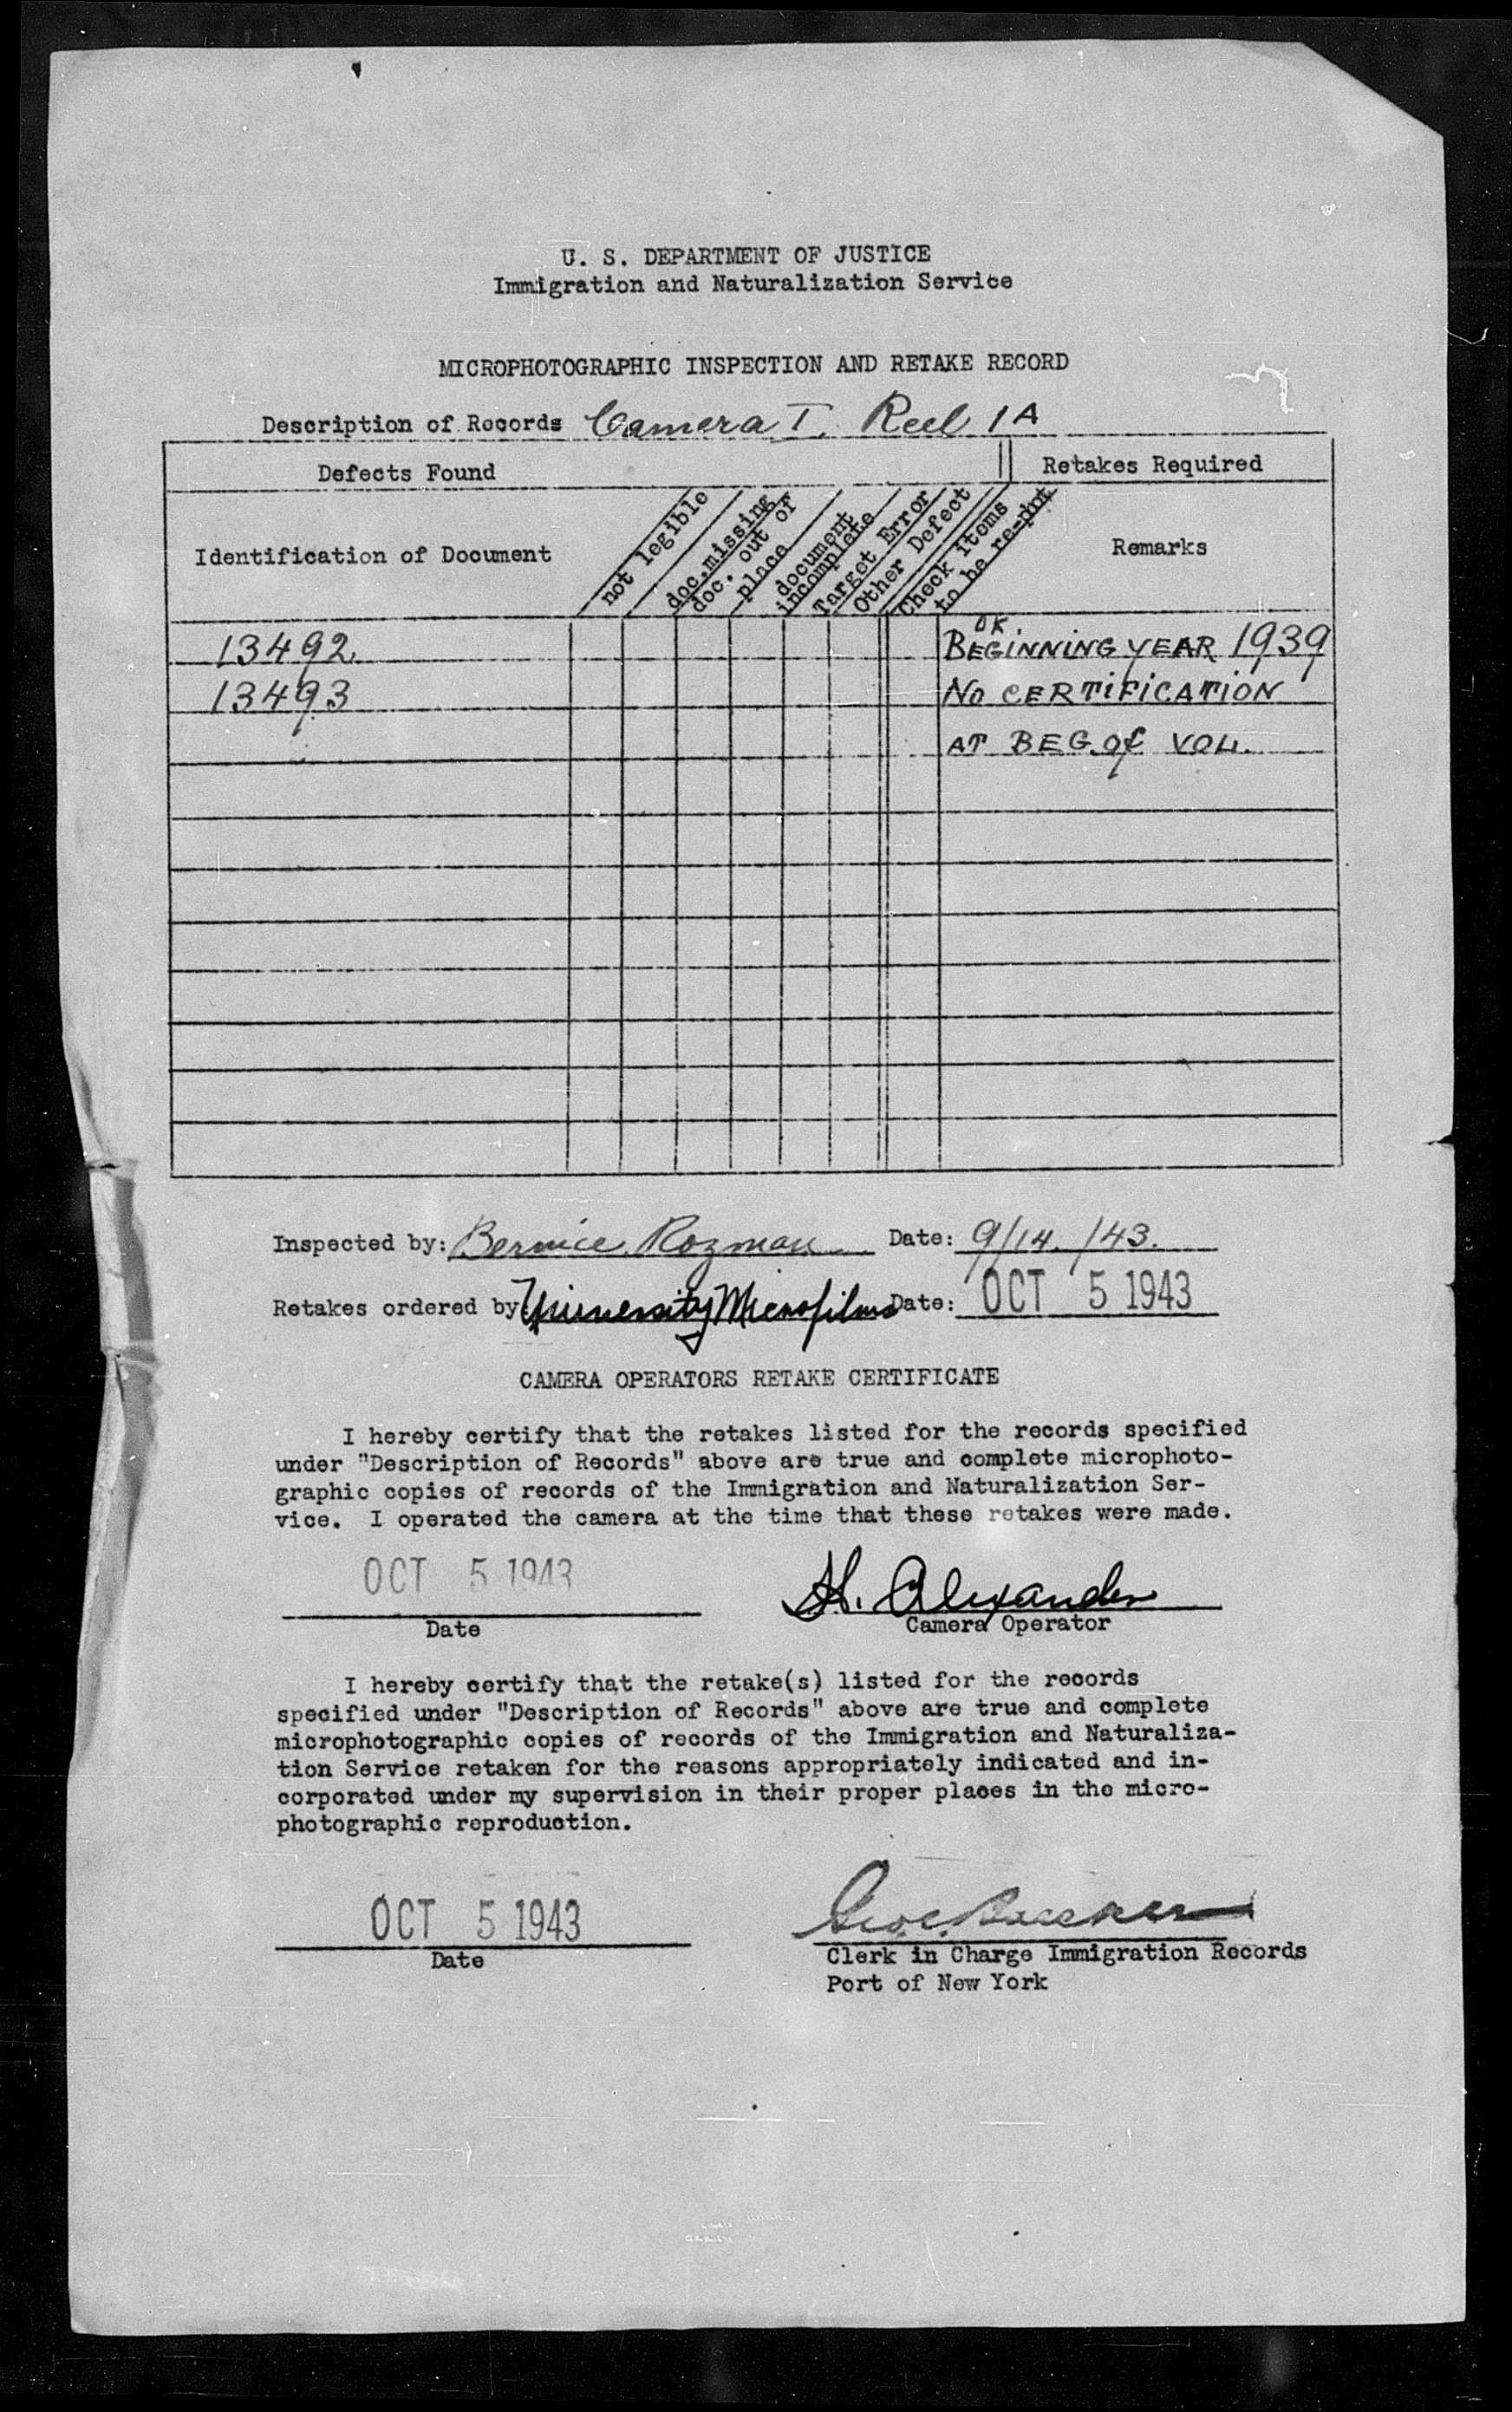 U. S. DEPARTMENT OF JUSTICE
Immigration and Naturalization Service
MICROPHOTOGRAPHIC INSPECTION AND RETAKE RECORD
Description of Records Camera I. Reel 1A
Defects Found
Retakes Required
Identification of Document
not legible
doc. missing
doc. out of
place
document
incomplete
Target Error
Other Defect
Check items
to be re-phot
Remarks
OK
13492 BEGINNING YEAR 1939
13493 NO CERTIFICATION
AT BEG. of VOL.
Inspected by: Bernice Rozman Date: 9/14/43.
Retakes ordered by University Microfilms Date: OCT 5 1943
CAMERA OPERATORS RETAKE CERTIFICATE
I hereby certify that the retakes listed for the records specified
under "Description of Records" above are true and complete microphoto-
graphic copies of records of the Immigration and Naturalization Ser-
vice. I operated the camera at the time that these retakes were made.
OCT 5 1943 H. Alexander
Date Camera Operator
I hereby certify that the retake(s) listed for the records
specified under "Description of Records" above are true and complete
microphotographic copies of records of the Immigration and Naturaliza-
tion Service retaken for the reasons appropriately indicated and in-
corporated under my supervision in their proper places in the micro-
photographic reproduction.
OCT 5 1943
Date
Clerk in Charge Immigration Records
Port of New York